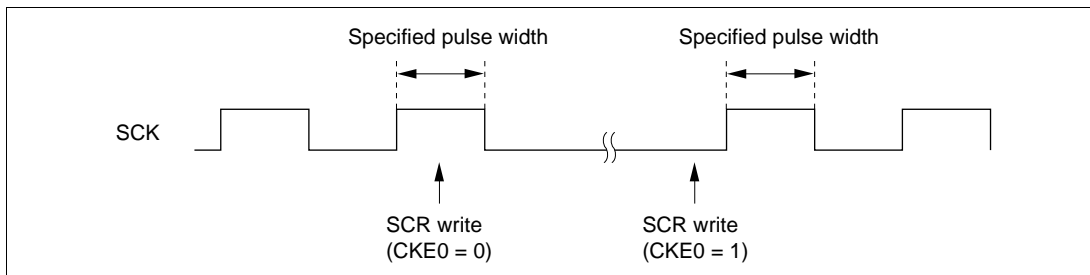 Specified pulse width
Specified pulse width
SCK
SCR write
(CKE0 = 0)
SCR write
(CKE0 = 1)